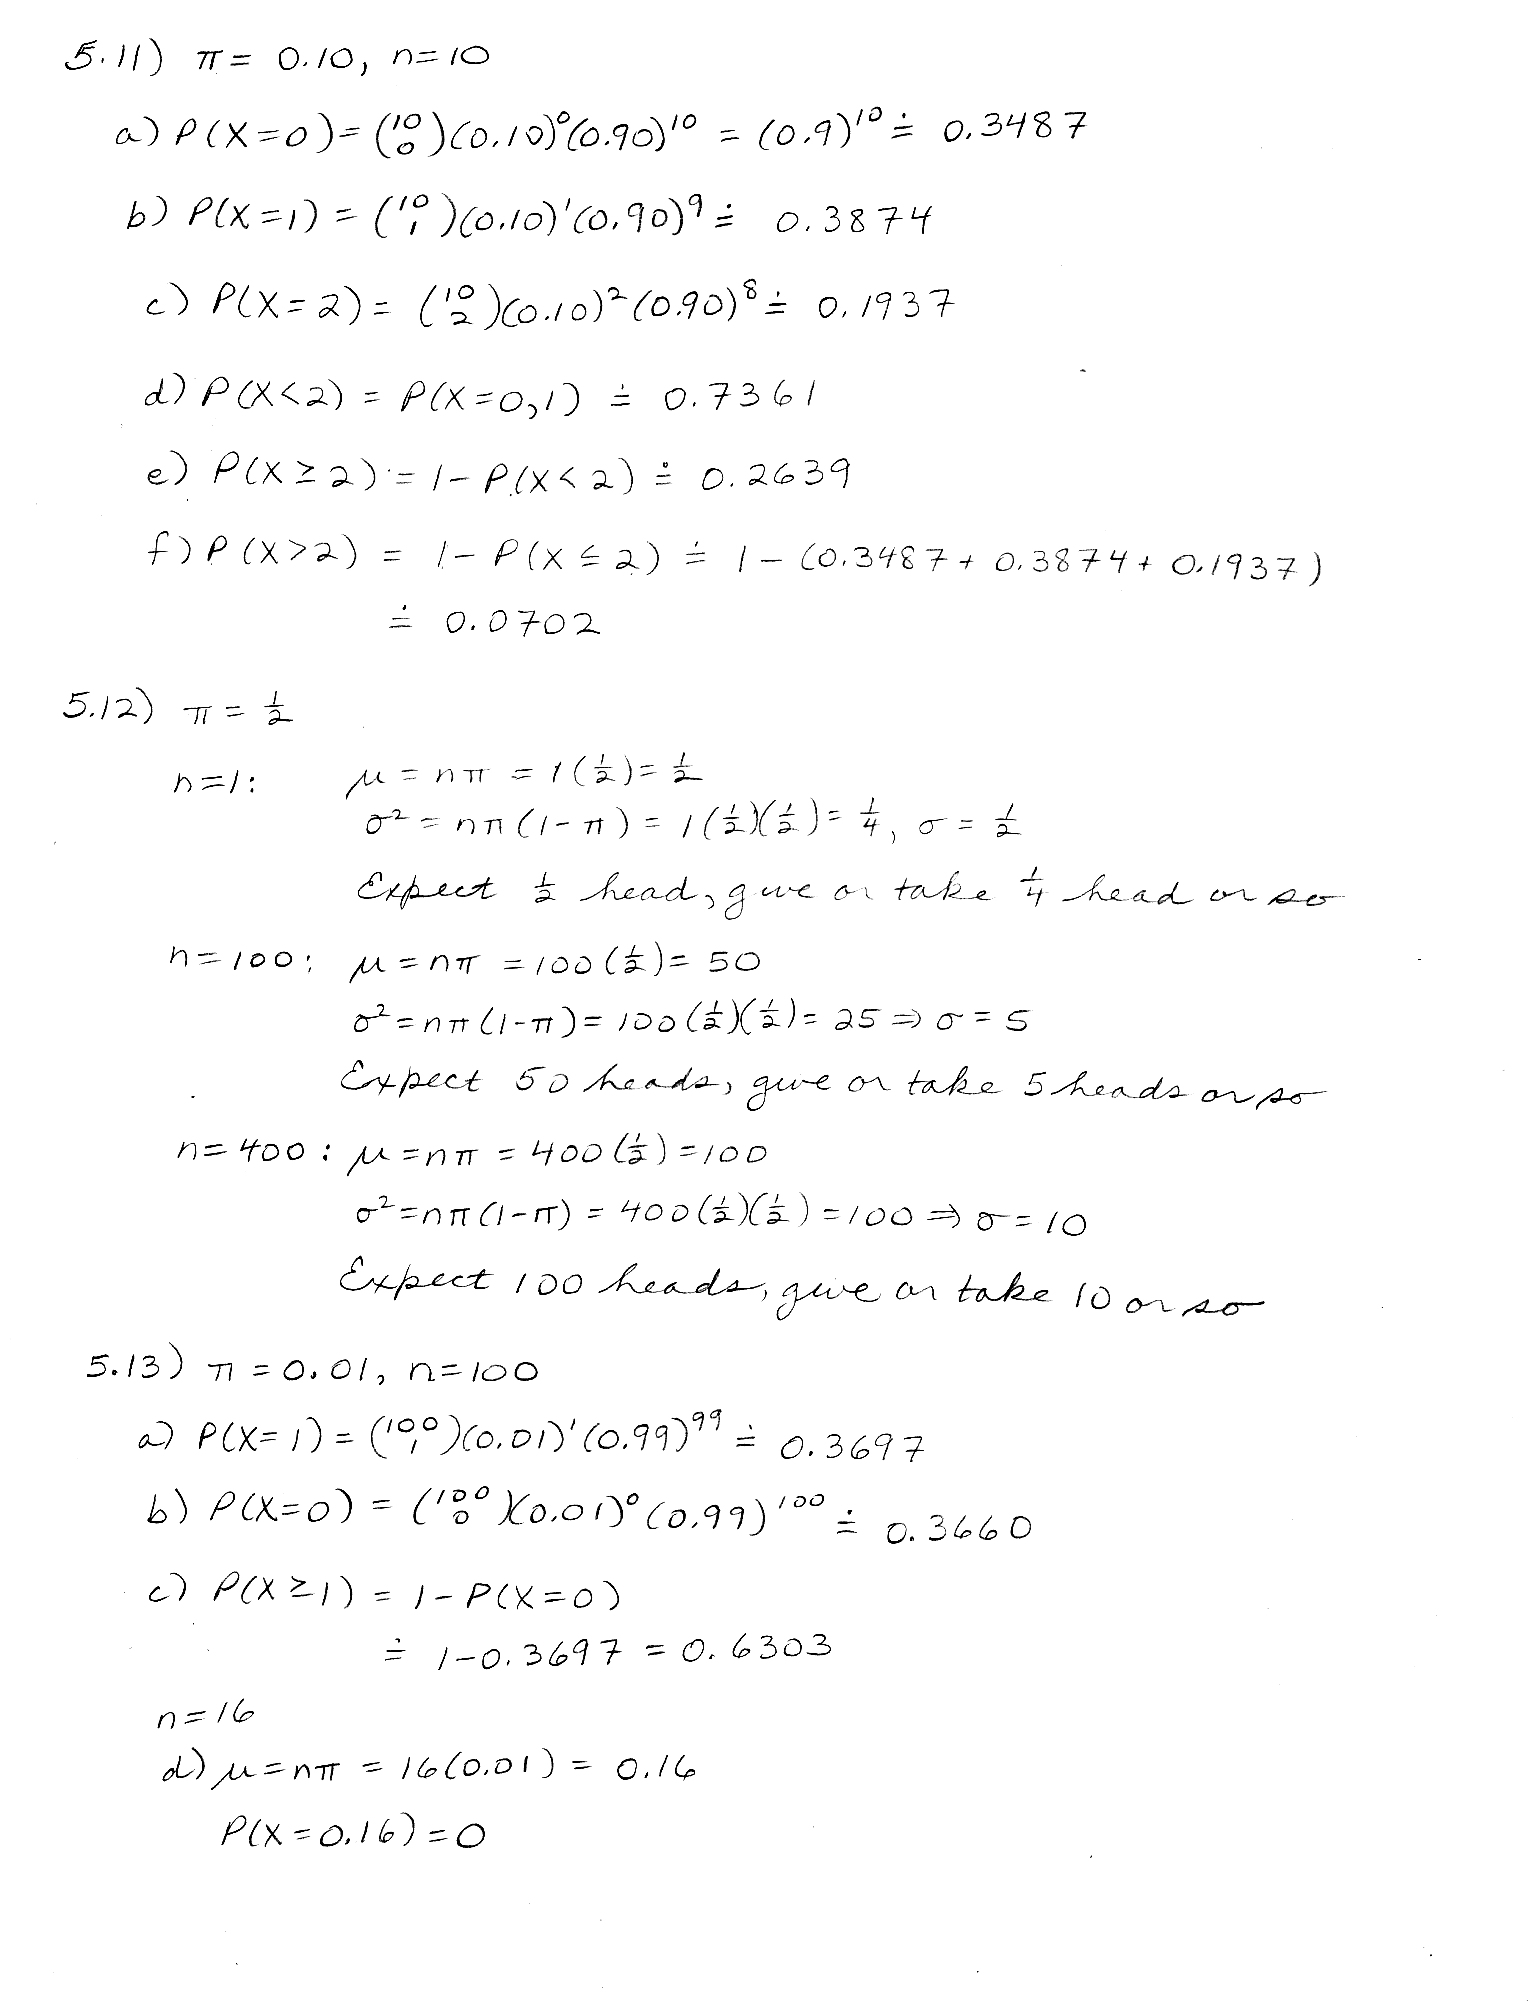 5.11) π = 0.10, n=10
a) P(X=0) = (10 0)(0.10)⁰(0.90)¹⁰ = (0.9)¹⁰ ≐ 0.3487
b) P(X=1) = (10 1)(0.10)¹(0.90)⁹ ≐ 0.3874
c) P(X=2) = (10 2)(0.10)²(0.90)⁸ ≐ 0.1937
d) P(X<2) = P(X=0,1) ≐ 0.7361
e) P(X≥2) = 1-P(X<2) ≐ 0.2639
f) P(X>2) = 1-P(X≤2) ≐ 1-(0.3487+0.3874+0.1937)
≐ 0.0702
5.12) π = 1/2
n=1: μ = nπ = 1(1/2) = 1/2
σ² = nπ(1-π) = 1(1/2)(1/2) = 1/4, σ = 1/2
Expect 1/2 head, give or take 1/4 head or so
n=100: μ = nπ = 100(1/2) = 50
σ² = nπ(1-π) = 100(1/2)(1/2) = 25 ⇒ σ = 5
Expect 50 heads, give or take 5 heads or so
n=400: μ = nπ = 400(1/2) = 100
σ² = nπ(1-π) = 400(1/2)(1/2) = 100 ⇒ σ = 10
Expect 100 heads, give or take 10 or so
5.13) π = 0.01, n=100
a) P(X=1) = (100 1)(0.01)¹(0.99)⁹⁹ ≐ 0.3697
b) P(X=0) = (100 0)(0.01)⁰(0.99)¹⁰⁰ ≐ 0.3660
c) P(X≥1) = 1-P(X=0)
≐ 1-0.3697 = 0.6303
n=16
d) μ = nπ = 16(0.01) = 0.16
P(X=0.16) = 0